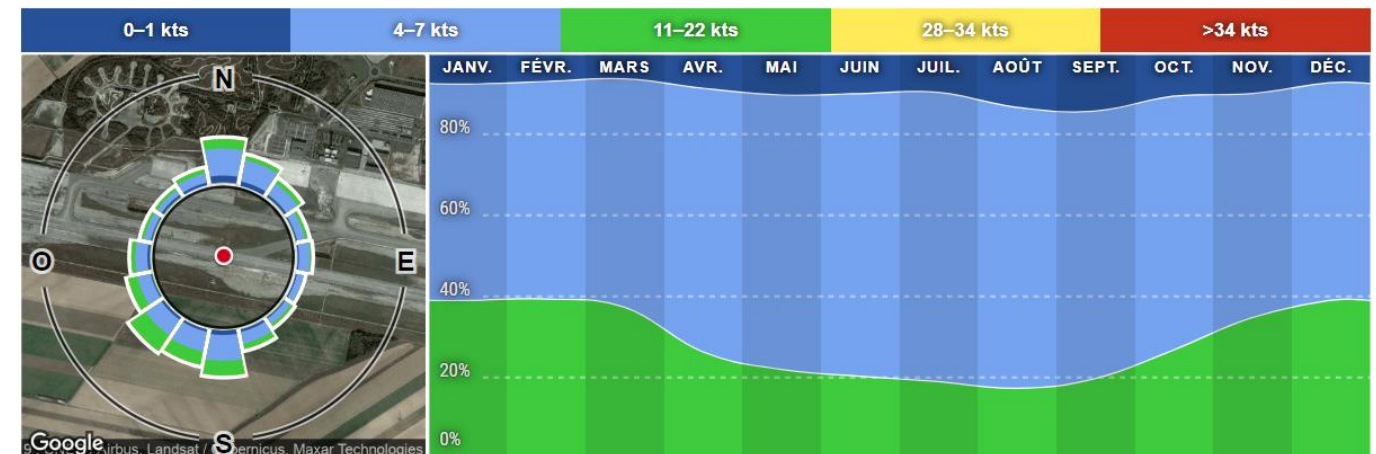 0–1 kts 4–7 kts 11–22 kts 28–34 kts >34 kts
JANV. FÉVR. MARS AVR. MAI JUIN JUIL. AOÛT SEPT. OCT. NOV. DÉC.
N
80%
60%
O E
40%
20%
0%
S
Google
Airbus, Landsat / Copernicus, Maxar Technologies